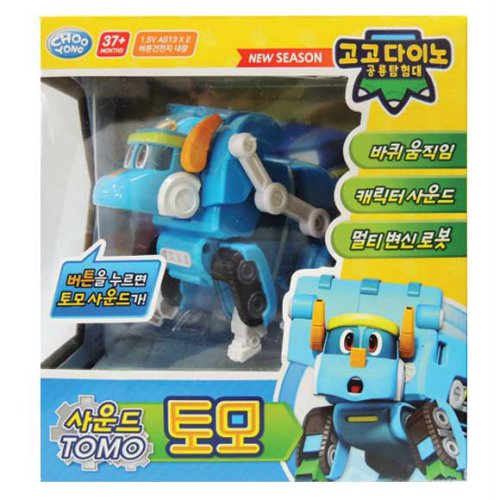 CHOO
YONG
37+
MONTHS
1.5V AG13 X 2
버튼건전지 내장
NEW SEASON
고고다이노
공룡탐험대
바퀴 움직임
캐릭터 사운드
멀티 변신 로봇
버튼을 누르면
토모 사운드가!
사운드
TOMO
토모